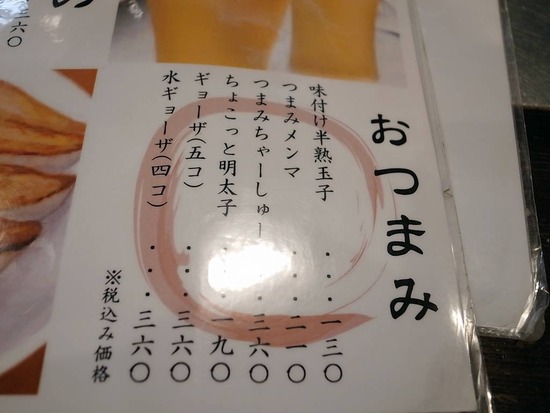 おつまみ
味付け半熟玉子・・・一三〇
つまみメンマ・・・二一〇
つまみちゃーしゅー・・・三六〇
ちょこっと明太子・・・一九〇
ギョーザ(五コ)・・・三六〇
水ギョーザ(四コ)・・・三六〇
※税込み価格
三六〇